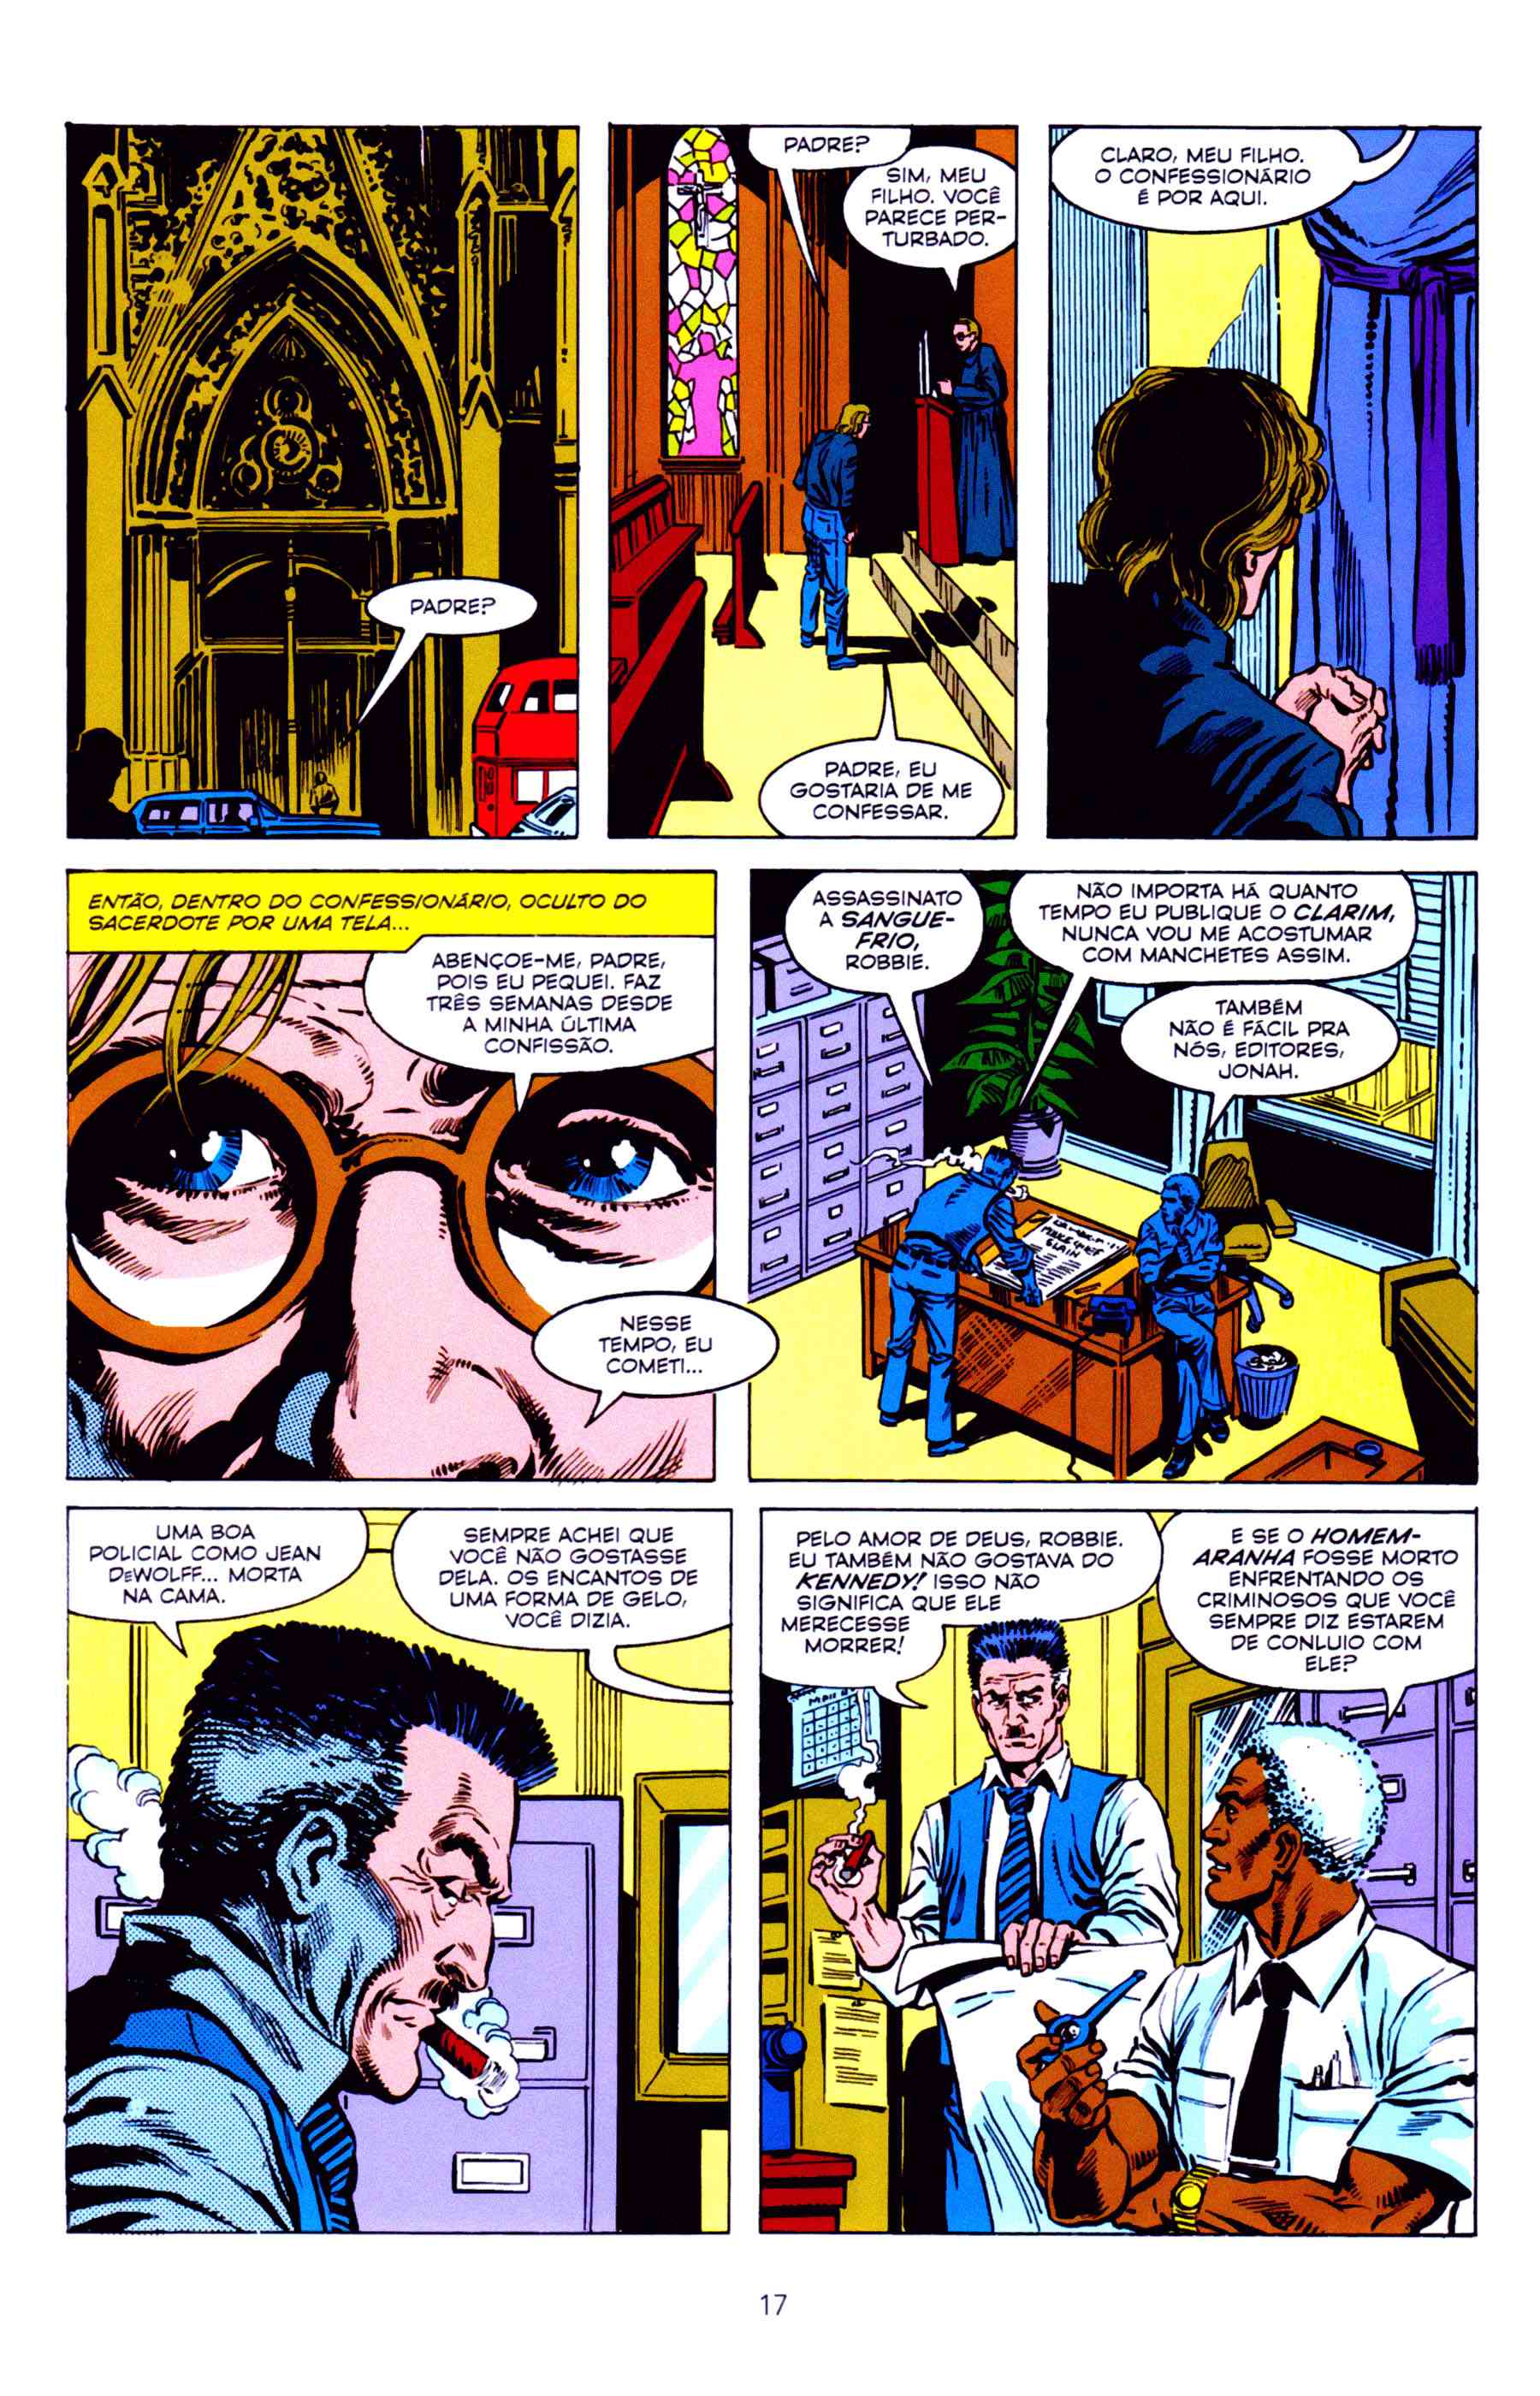 PADRE?
PADRE?
SIM, MEU
FILHO. VOCÊ
PARECE PER-
TURBADO.
PADRE, EU
GOSTARIA DE ME
CONFESSAR.
CLARO, MEU FILHO.
O CONFESSIONÁRIO
É POR AQUI.
ENTÃO, DENTRO DO CONFESSIONÁRIO, OCULTO DO
SACERDOTE POR UMA TELA...
ABENÇOE-ME, PADRE,
POIS EU PEQUEI. FAZ
TRÊS SEMANAS DESDE
A MINHA ÚLTIMA
CONFISSÃO.
NESSE
TEMPO, EU
COMETI...
ASSASSINATO
A SANGUE-
FRIO,
ROBBIE.
NÃO IMPORTA HÁ QUANTO
TEMPO EU PUBLIQUE O CLARIM,
NUNCA VOU ME ACOSTUMAR
COM MANCHETES ASSIM.
TAMBÉM
NÃO É FÁCIL PRA
NÓS, EDITORES,
JONAH.
SLAIN
UMA BOA
POLICIAL COMO JEAN
DEWOLFF... MORTA
NA CAMA.
SEMPRE ACHEI QUE
VOCÊ NÃO GOSTASSE
DELA. OS ENCANTOS DE
UMA FORMA DE GELO,
VOCÊ DIZIA.
PELO AMOR DE DEUS, ROBBIE.
EU TAMBÉM NÃO GOSTAVA DO
KENNEDY! ISSO NÃO
SIGNIFICA QUE ELE
MERECESSE
MORRER!
E SE O HOMEM-
ARANHA FOSSE MORTO
ENFRENTANDO OS
CRIMINOSOS QUE VOCÊ
SEMPRE DIZ ESTAREM
DE CONLUIO COM
ELE?
17